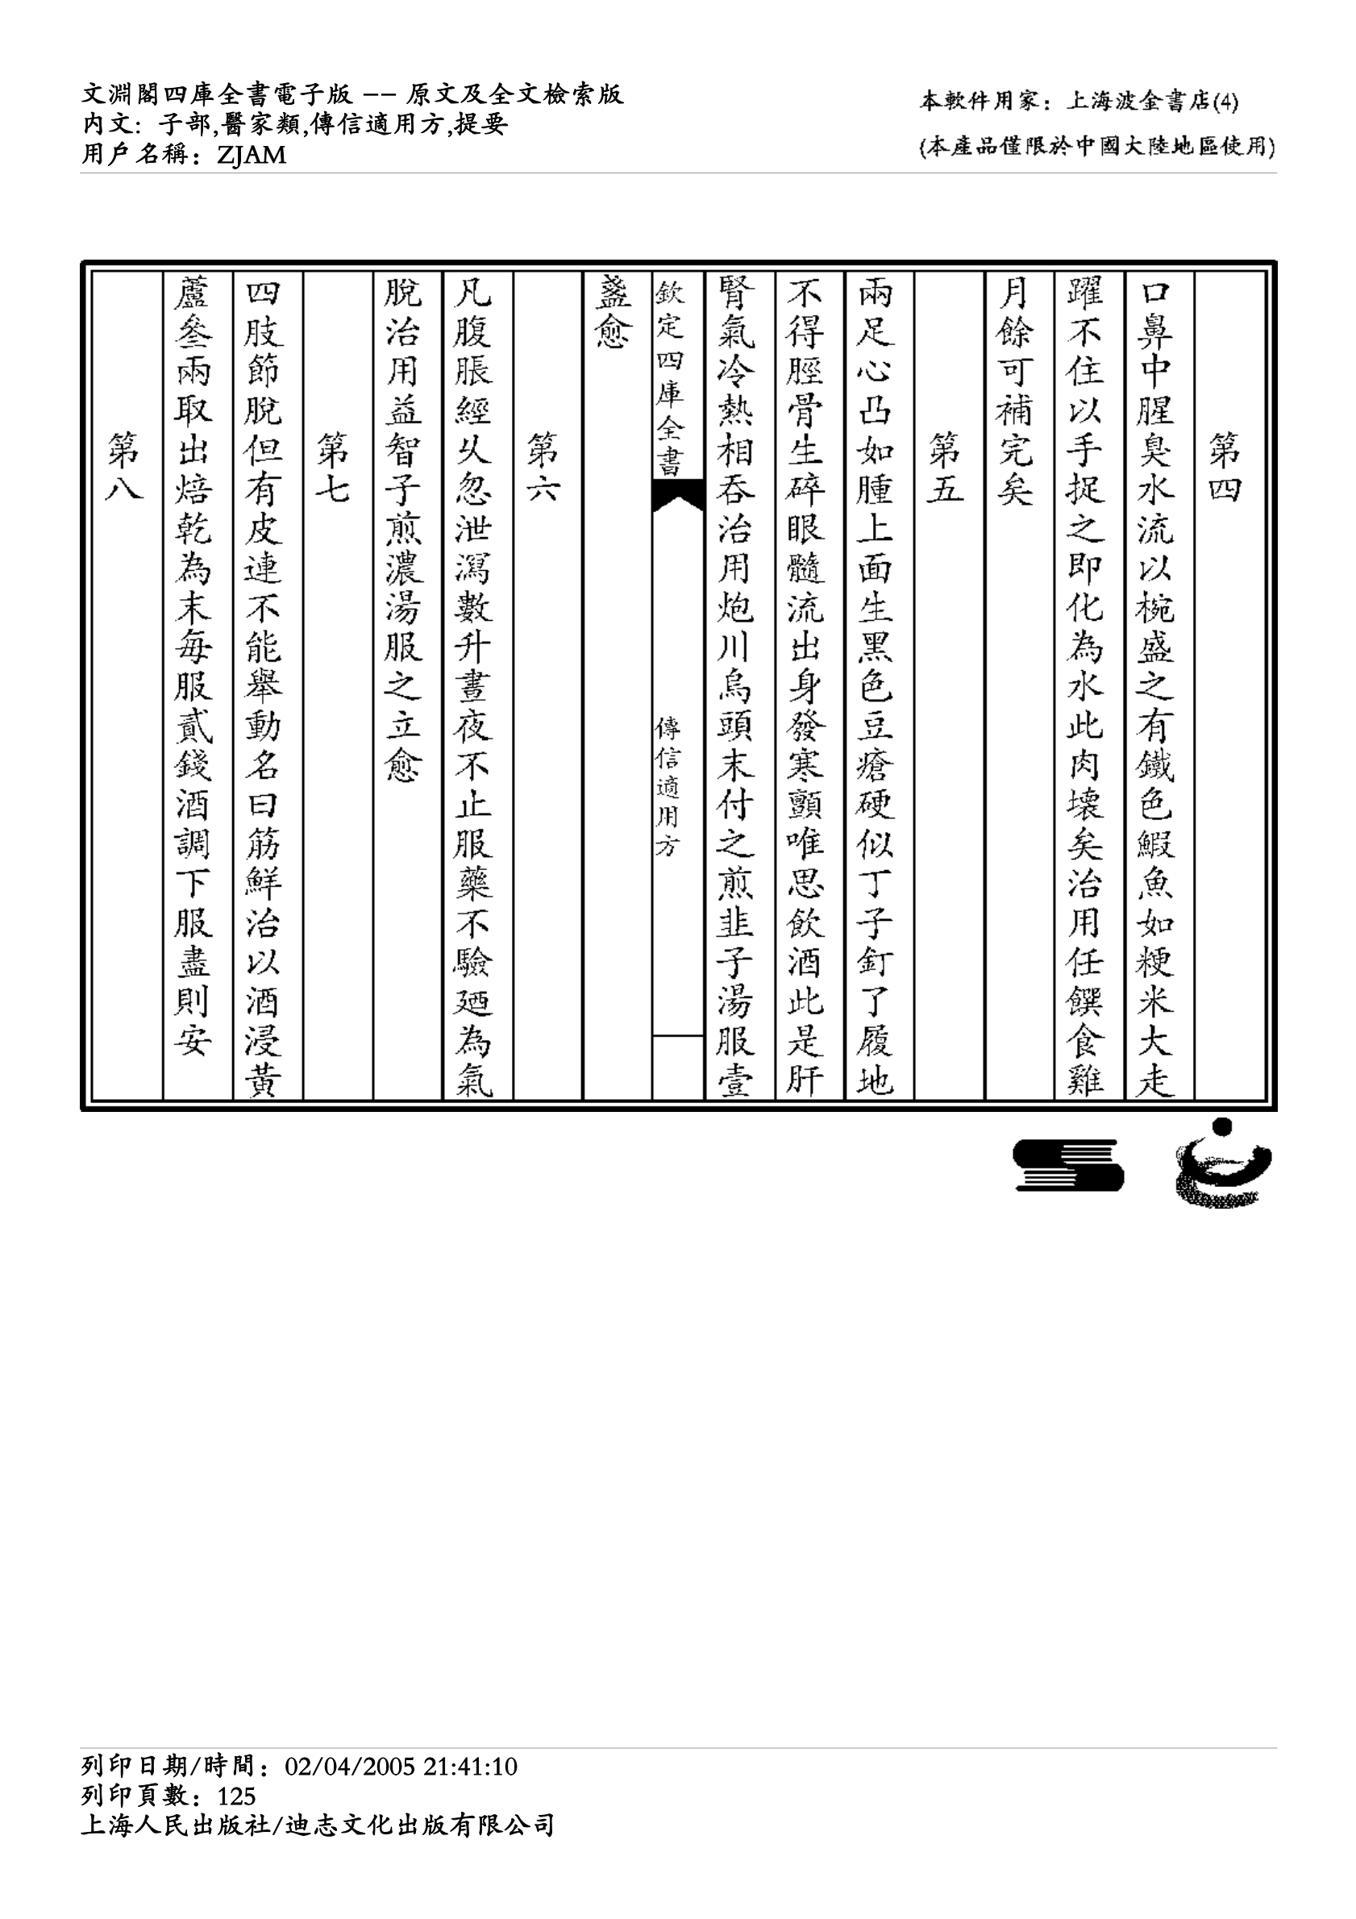 文淵閣四庫全書電子版 -- 原文及全文檢索版
內文: 子部,醫家類,傳信適用方,提要
用戶名稱: ZJAM
本軟件用家: 上海波金書店(4)
(本產品僅限於中國大陸地區使用)
第四
口鼻中腥臭水流以椀盛之有鐵色鰕魚如粳米大走
躍不住以手捉之即化為水此肉壊矣治用任饌食雞
月餘可補完矣
第五
兩足心凸如腫上面生黑色豆瘡硬似丁子釘了履地
不得脛骨生碎眼髓流出身發寒顫唯思飲酒此是肝
腎氣冷熱相吞治用炮川烏頭末付之煎韭子湯服壹
欽定四庫全書
傳信適用方
盞愈
第六
凡腹脹經乆忽泄瀉數升晝夜不止服藥不驗廼為氣
脫治用益智子煎濃湯服之立愈
第七
四肢節脫但有皮連不能舉動名曰筋鮮治以酒浸黃
蘆叄兩取出焙乾為末每服貳錢酒調下服盡則安
第八
列印日期/時間: 02/04/2005 21:41:10
列印頁數: 125
上海人民出版社/迪志文化出版有限公司